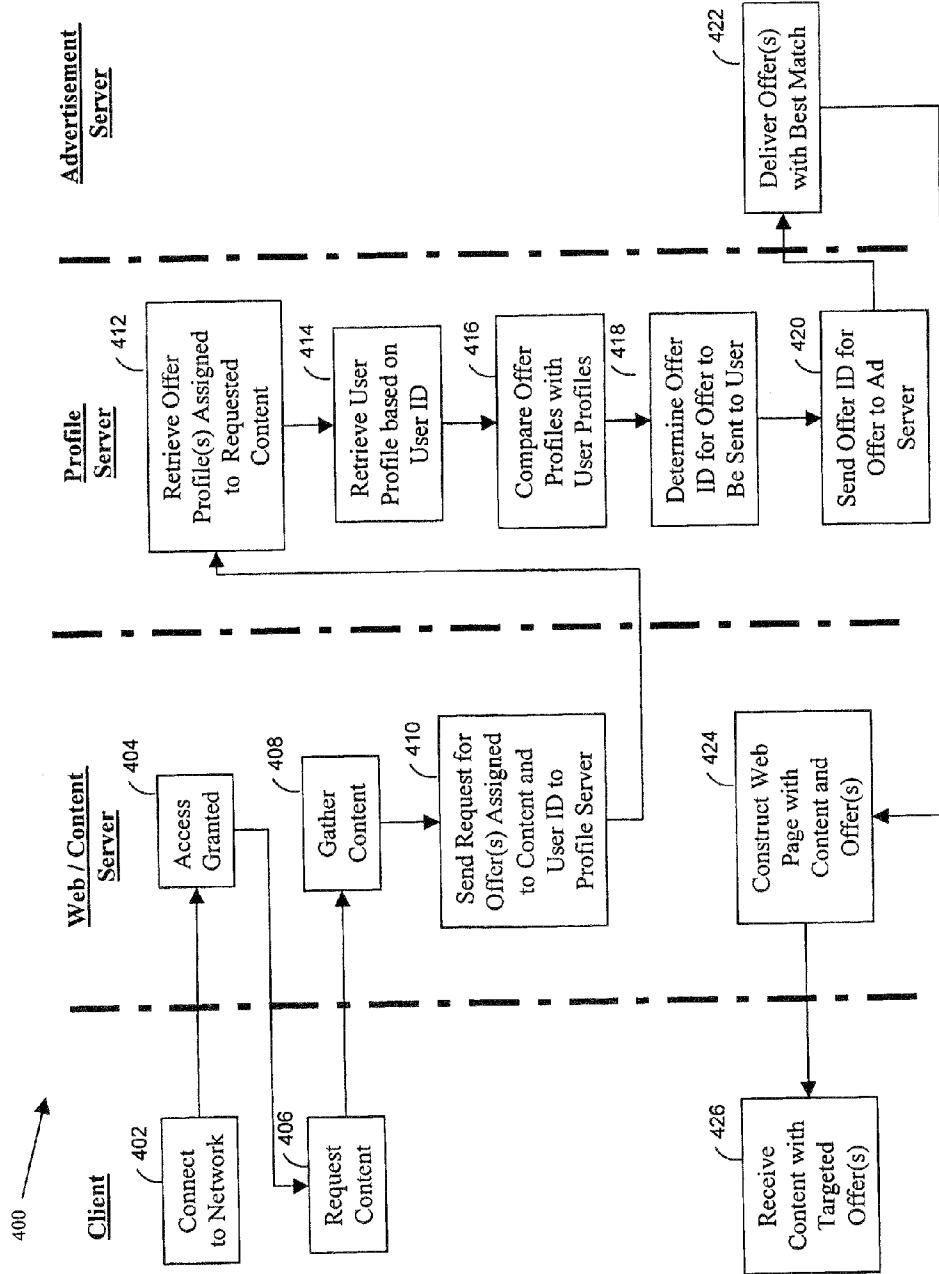 400
Client
Web / Content
Server
Profile
Server
Advertisement
Server
402
Connect
to Network
404
Access
Granted
406
Request
Content
408
Gather
Content
410
Send Request for
Offer(s) Assigned
to Content and
User ID to
Profile Server
412
Retrieve Offer
Profile(s) Assigned
to Requested
Content
414
Retrieve User
Profile based on
User ID
416
Compare Offer
Profiles with
User Profiles
418
Determine Offer
ID for Offer to
Be Sent to User
420
Send Offer ID for
Offer to Ad
Server
422
Deliver Offer(s)
with Best Match
424
Construct Web
Page with
Content and
Offer(s)
426
Receive
Content with
Targeted
Offer(s)